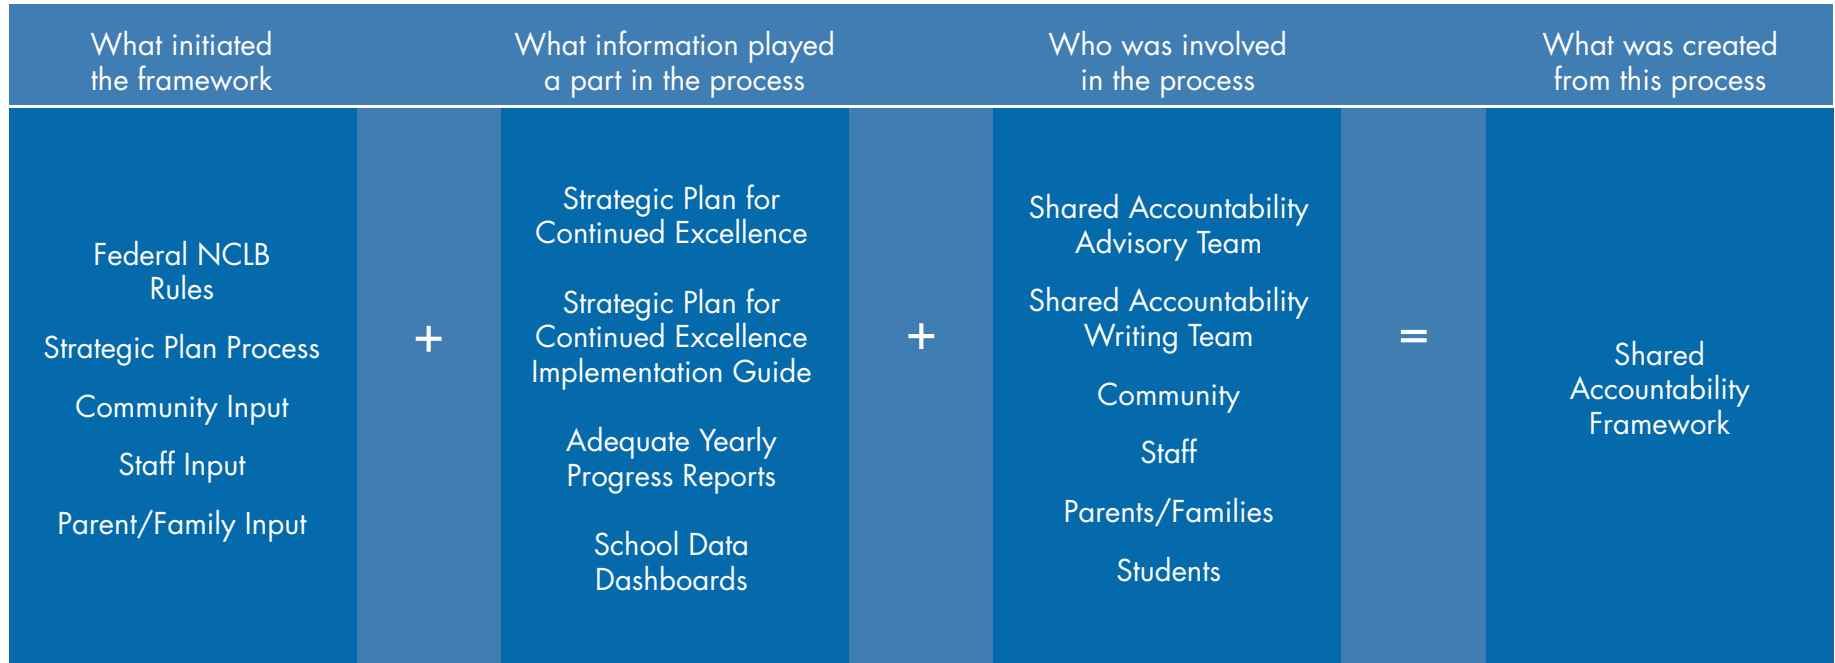 What initiated
the framework
What information played
a part in the process
Who was involved
in the process
What was created
from this process
Federal NCLB
Rules
Strategic Plan Process
Community Input
Staff Input
Parent/Family Input
+
Strategic Plan for
Continued Excellence
Strategic Plan for
Continued Excellence
Implementation Guide
Adequate Yearly
Progress Reports
School Data
Dashboards
+
Shared Accountability
Advisory Team
Shared Accountability
Writing Team
Community
Staff
Parents/Families
Students
=
Shared
Accountability
Framework